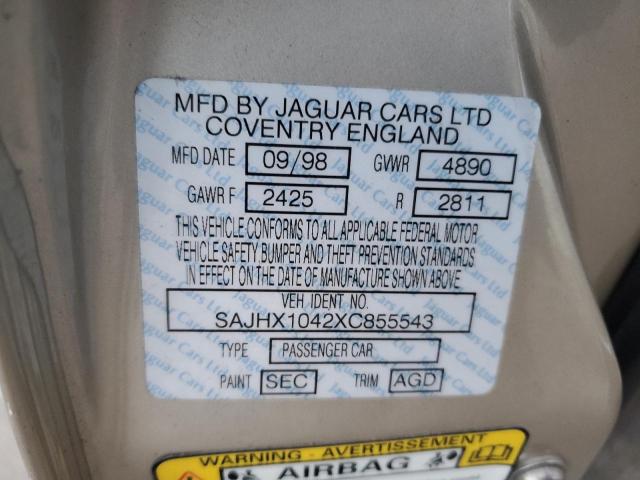 MFD BY JAGUAR CARS LTD
COVENTRY ENGLAND
MFD DATE 09/98 GVWR 4890
GAWR F 2425 R 2811
THIS VEHICLE CONFORMS TO ALL APPLICABLE FEDERAL MOTOR
VEHICLE SAFETY BUMPER AND THEFT PREVENTION STANDARDS
IN EFFECT ON THE DATE OF MANUFACTURE SHOWN ABOVE.
VEH IDENT NO.
SAJHX1042XC855543
TYPE PASSENGER CAR
PAINT SEC TRIM AGD
WARNING - AVERTISSEMENT
AIRBAG